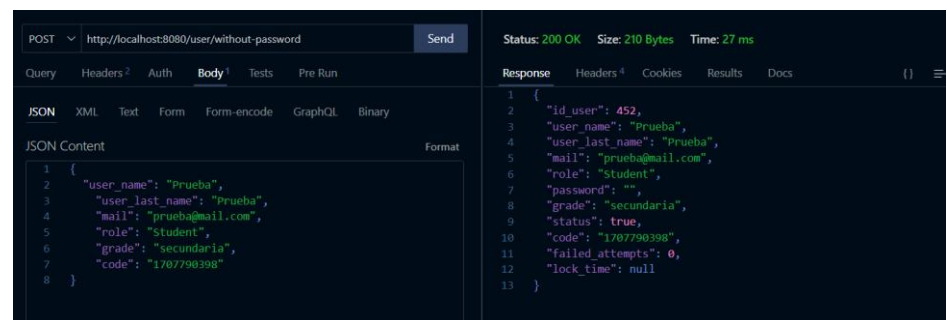 POST http://localhost:8080/user/without-password Send
Query Headers 2 Auth Body 1 Tests Pre Run
JSON XML Text Form Form-encode GraphQL Binary
JSON Content Format
1 {
2 "user_name": "Prueba",
3 "user_last_name": "Prueba",
4 "mail": "prueba@mail.com",
5 "role": "Student",
6 "grade": "secundaria",
7 "code": "1707790398"
8 }
Status: 200 OK Size: 210 Bytes Time: 27 ms
Response Headers 4 Cookies Results Docs {}
1 {
2 "id_user": 452,
3 "user_name": "Prueba",
4 "user_last_name": "Prueba",
5 "mail": "prueba@mail.com",
6 "role": "Student",
7 "password": "",
8 "grade": "secundaria",
9 "status": true,
10 "code": "1707790398",
11 "failed_attempts": 0,
12 "lock_time": null
13 }